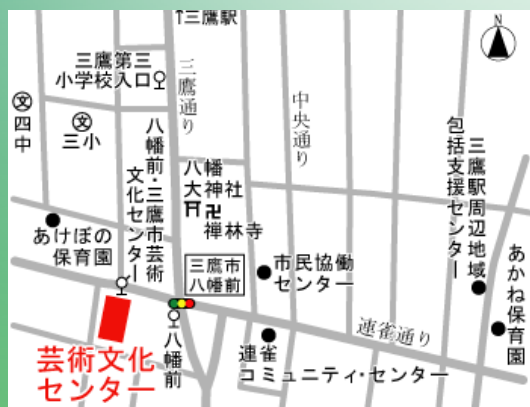 ↑三鷹駅
N
三鷹第三
小学校入口
三鷹通り
中央通り
文
四中
文
三小
八幡前・三鷹市芸術
文化センター
八幡
大神社
卍
禅林寺
三鷹駅周辺地域
包括支援センター
あけぼの
保育園
あかね保育園
三鷹市
八幡前
市民協働
センター
連雀通り
八幡前
連雀
コミュニティ・センター
芸術文化
センター